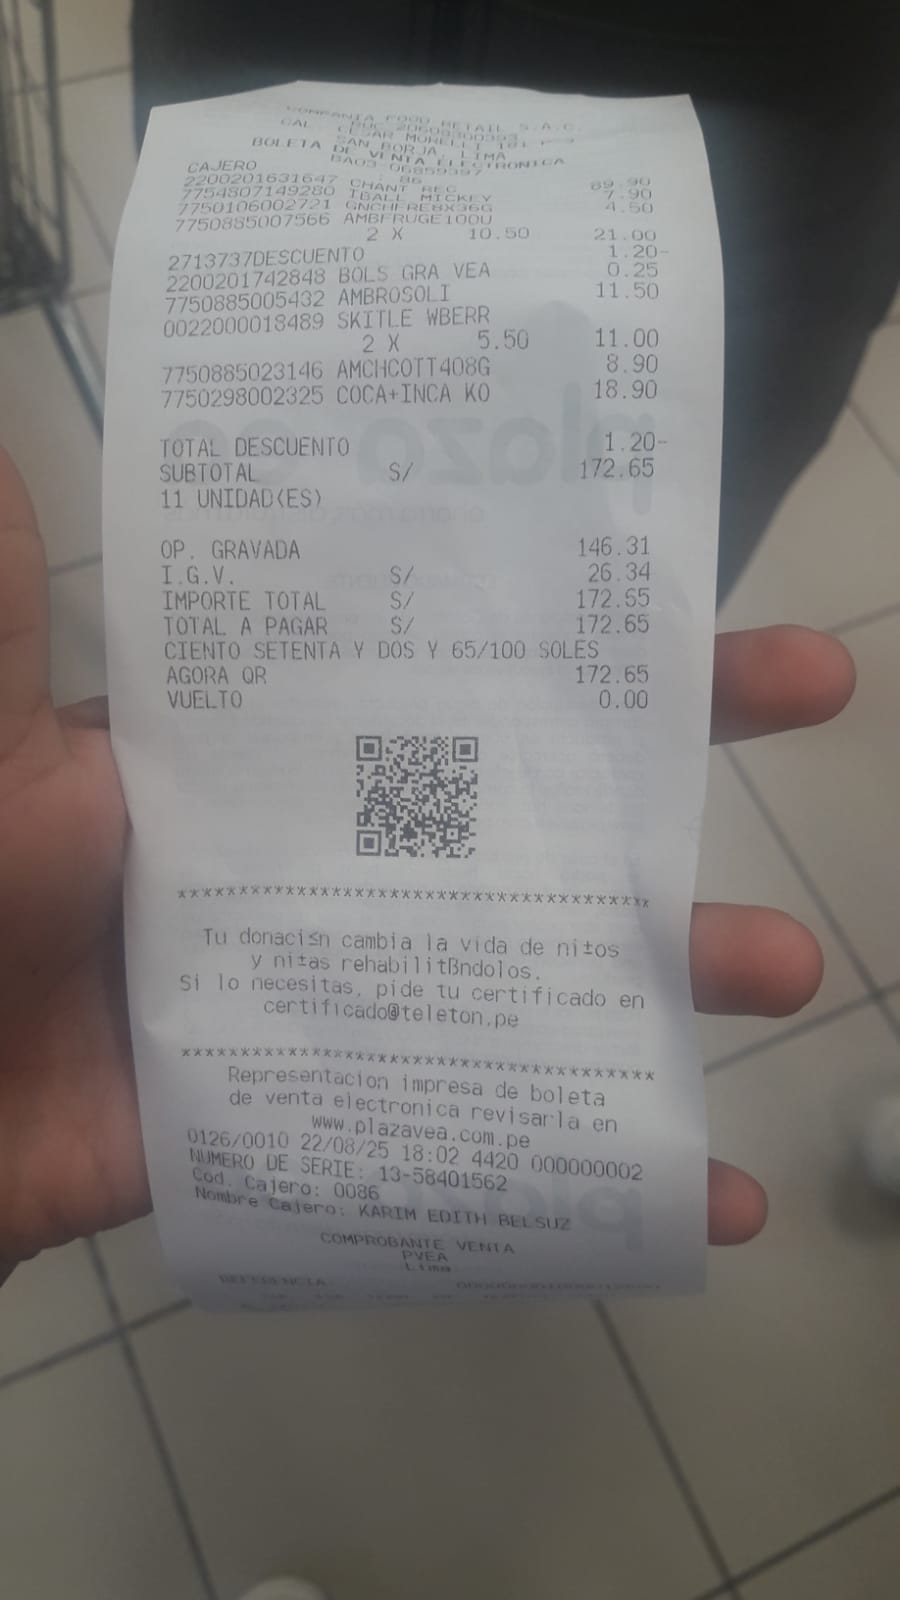 COMPANIA FOOD RETAIL S.A.C.
RUC 20608300393
CAL. CESAR MORELLI 181 P-3
SAN BORJA, LIMA
BOLETA DE VENTA ELECTRONICA
BA03-06859397
CAJERO : 86
2200201631647 CHANT REC 89.90
7754807149280 TBALL MICKEY 7.90
7750106002721 GNCHFRE8X36G 4.50
7750885007566 AMBFRUGE100U
2 X 10.50 21.00
2713737DESCUENTO 1.20-
2200201742848 BOLS GRA VEA 0.25
7750885005432 AMBROSOLI 11.50
0022000018489 SKITLE WBERR
2 X 5.50 11.00
7750885023146 AMCHCOTT408G 8.90
7750298002325 COCA+INCA KO 18.90
TOTAL DESCUENTO 1.20-
SUBTOTAL S/ 172.65
11 UNIDAD(ES)
OP. GRAVADA 146.31
I.G.V. S/ 26.34
IMPORTE TOTAL S/ 172.65
TOTAL A PAGAR S/ 172.65
CIENTO SETENTA Y DOS Y 65/100 SOLES
AGORA QR 172.65
VUELTO 0.00
***************************************
Tu donaci≤n cambia la vida de ni±os
y ni±as rehabilitßndolos.
Si lo necesitas, pide tu certificado en
certificado@teleton.pe
***************************************
Representacion impresa de boleta
de venta electronica revisarla en
www.plazavea.com.pe
0126/0010 22/08/25 18:02 4420 000000002
NUMERO DE SERIE: 13-58401562
Cod. Cajero: 0086
Nombre Cajero: KARIM EDITH BELSUZ
COMPROBANTE VENTA
PVEA
Lima
REFERENCIA